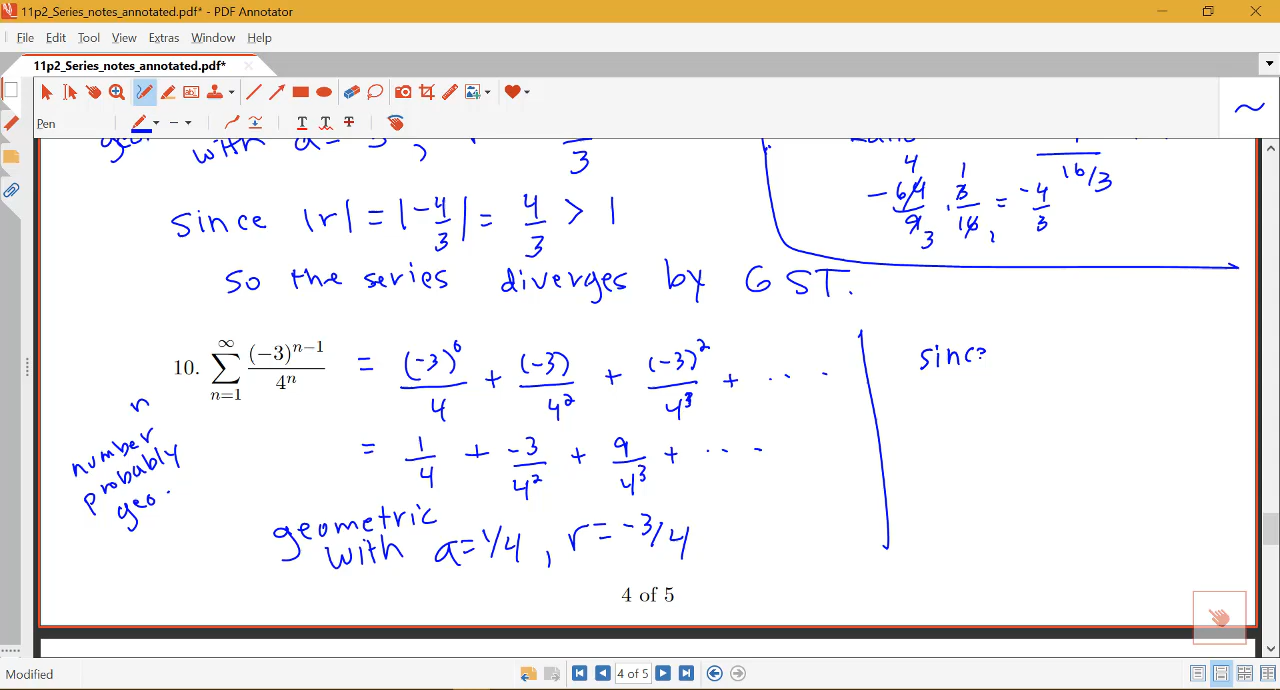 11p2_Series_notes_annotated.pdf* - PDF Annotator
File Edit Tool View Extras Window Help
11p2_Series_notes_annotated.pdf*
Pen
with a = 3 , r 3
since |r| = |-4/3| = 4/3 > 1
so the series diverges by GST.
16/3
-64/9 · 3/16 = -4/3
4 1
3 1
10. ∑_{n=1}^{∞} (-3)^{n-1}/4^n = (-3)^0/4 + (-3)/4^2 + (-3)^2/4^3 + ....
= 1/4 + -3/4^2 + 9/4^3 + ....
n
number
probably
geo.
geometric
with a = 1/4 , r = -3/4
sinc
4 of 5
Modified
4 of 5